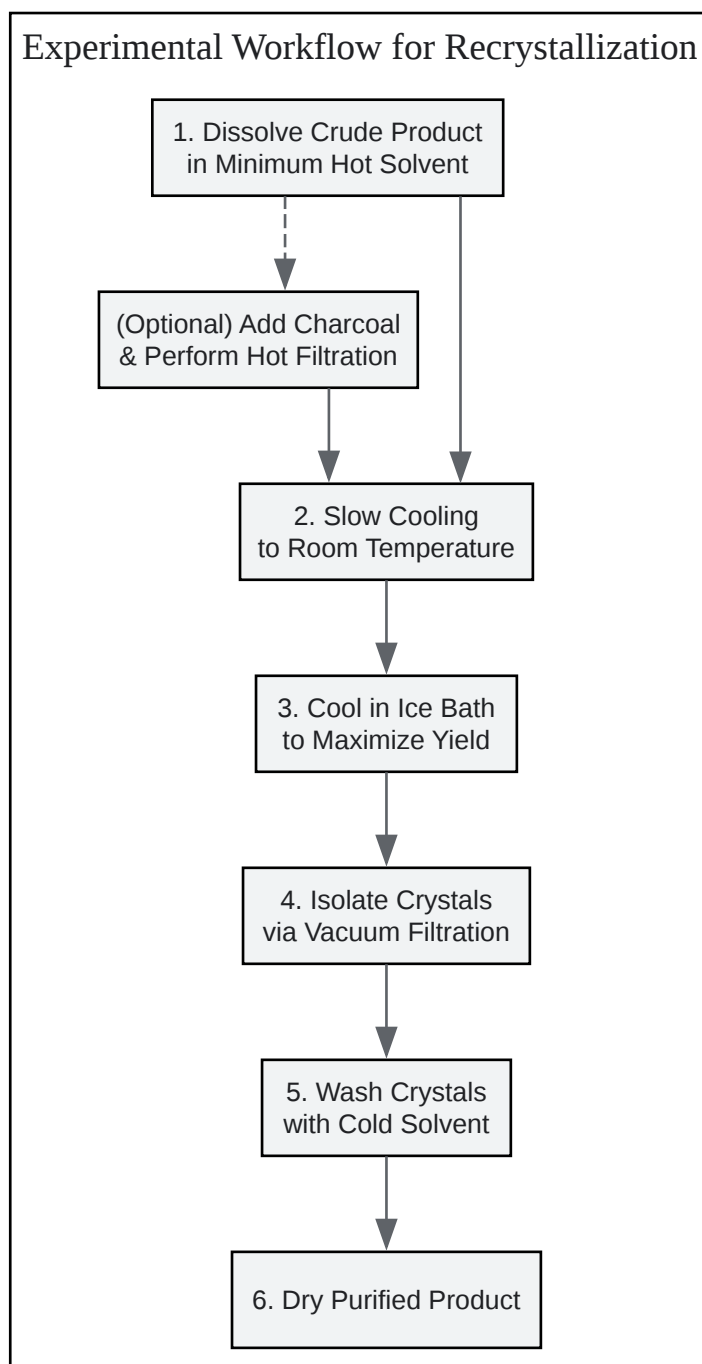 Experimental Workflow for Recrystallization
1. Dissolve Crude Product
in Minimum Hot Solvent
(Optional) Add Charcoal
& Perform Hot Filtration
2. Slow Cooling
to Room Temperature
3. Cool in Ice Bath
to Maximize Yield
4. Isolate Crystals
via Vacuum Filtration
5. Wash Crystals
with Cold Solvent
6. Dry Purified Product